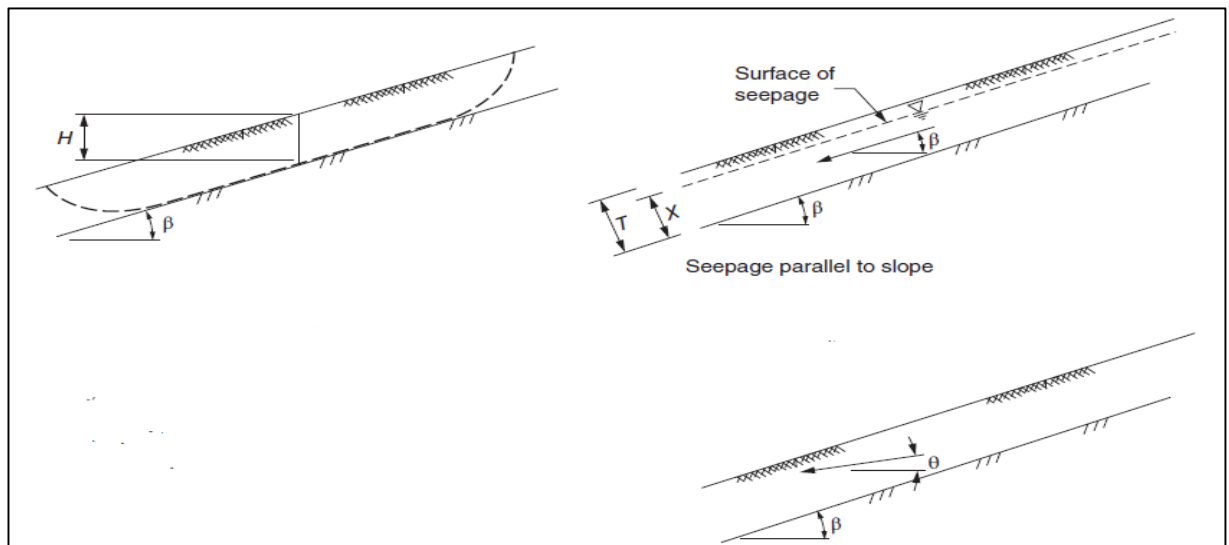 Surface of
seepage
H
β
β
T
X
β
Seepage parallel to slope
θ
β